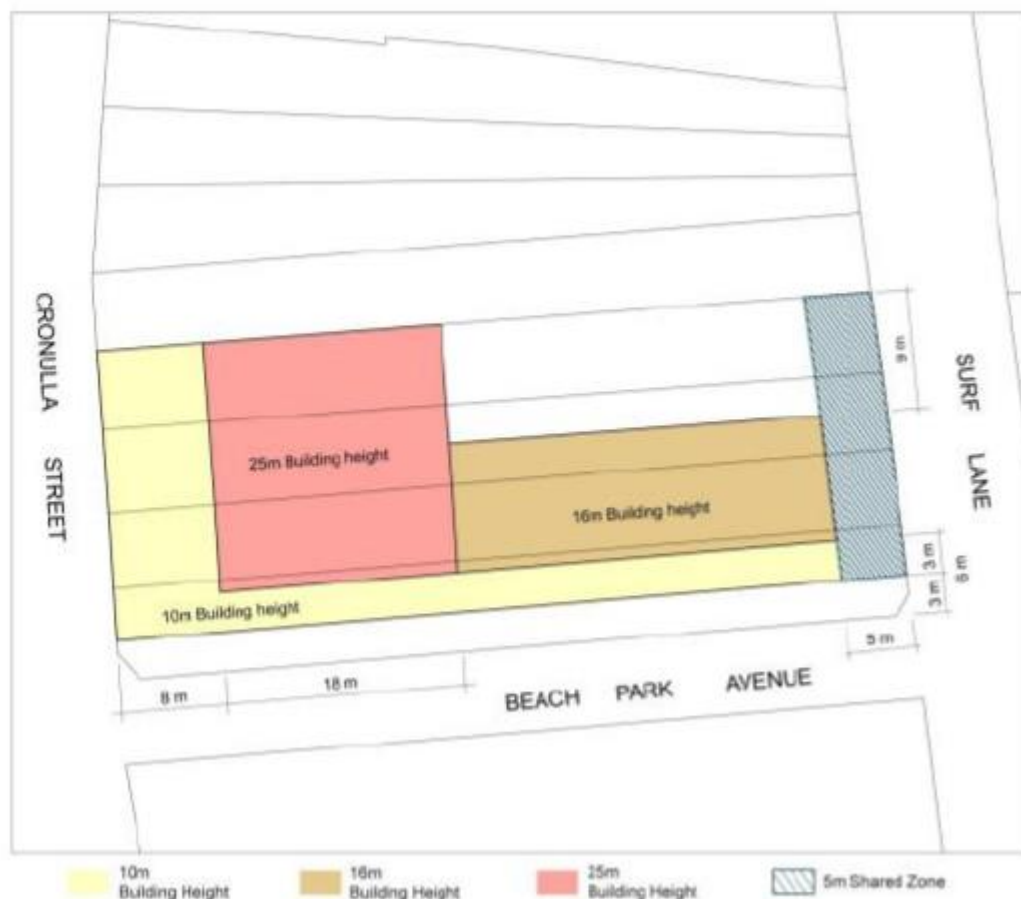 CRONULLA STREET
SURF LANE
9 m
25m Building height
16m Building height
10m Building height
3 m
3 m
6 m
5 m
8 m
18 m
BEACH PARK AVENUE
10m
Building Height
16m
Building Height
25m
Building Height
5m Shared Zone